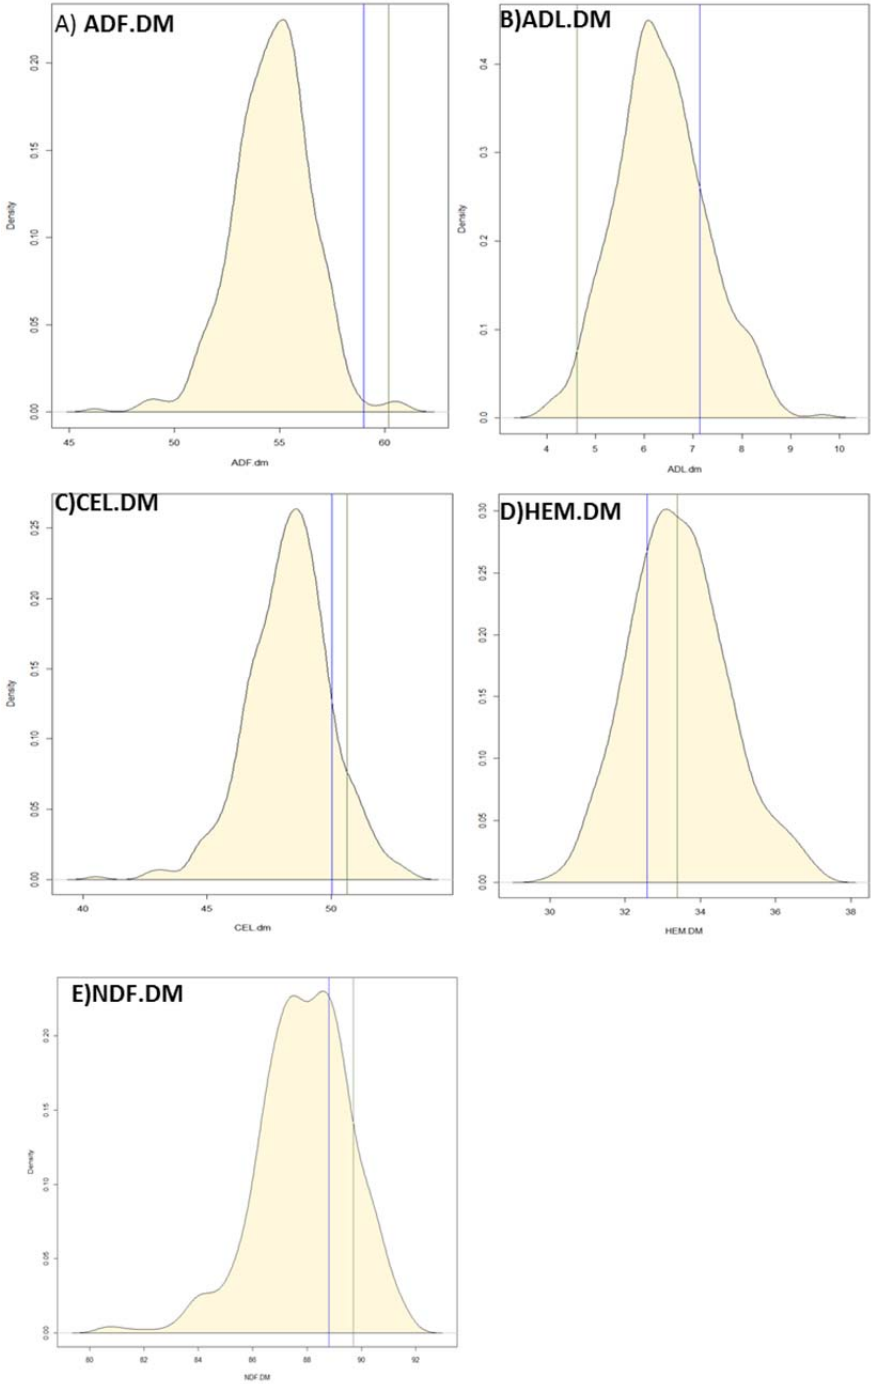 A) ADF.DM
Density
0.00 0.05 0.10 0.15 0.20
45 50 55 60
ADF.dm
B)ADL.DM
Density
0.0 0.1 0.2 0.3 0.4
4 5 6 7 8 9 10
ADL.dm
C)CEL.DM
Density
0.00 0.05 0.10 0.15 0.20 0.25
40 45 50
CEL.dm
D)HEM.DM
0.00 0.05 0.10 0.15 0.20 0.25 0.30
30 32 34 36 38
HEM.DM
E)NDF.DM
Density
0.00 0.05 0.10 0.15 0.20
80 82 84 86 88 90 92
NDF.DM